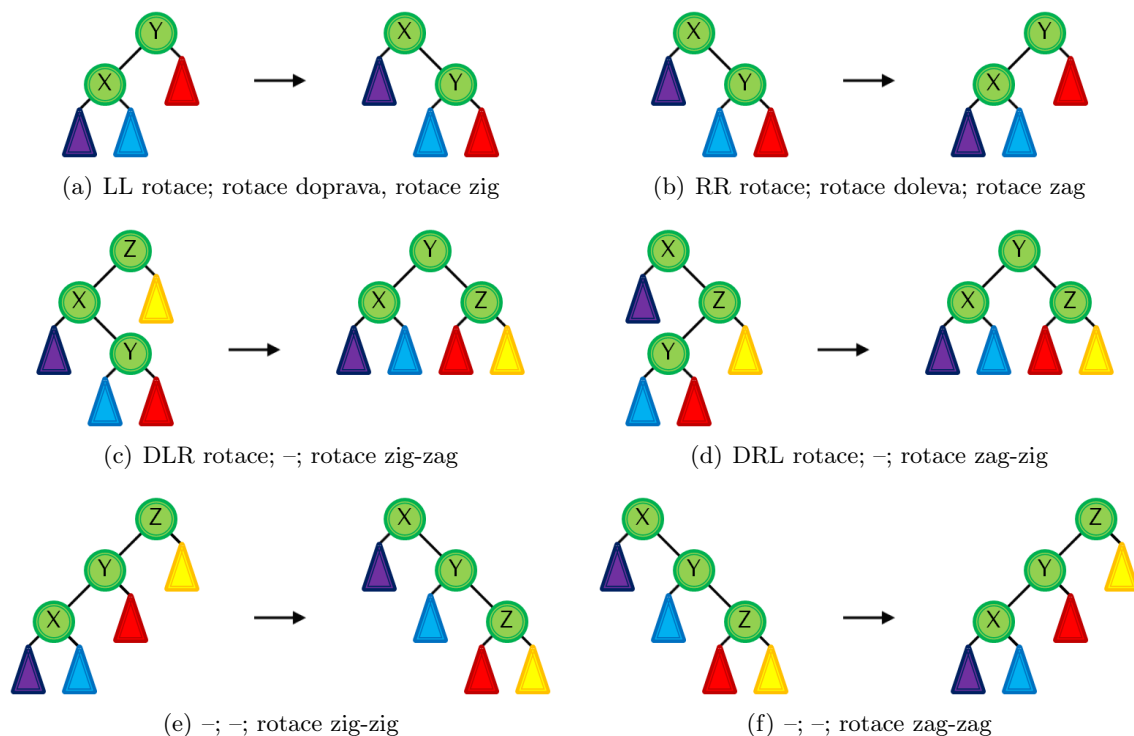 Y X X Y
(a) LL rotace; rotace doprava, rotace zig
X Y Y X
(b) RR rotace; rotace doleva; rotace zag
Z X Y Y X Z
(c) DLR rotace; –; rotace zig-zag
X Z Y Y X Z
(d) DRL rotace; –; rotace zag-zig
Z Y X X Y Z
(e) –; –; rotace zig-zig
X Y Z Z Y X
(f) –; –; rotace zag-zag